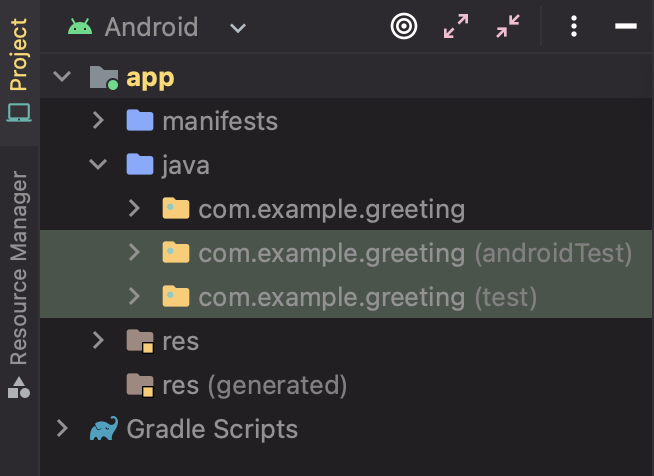 Project
Resource Manager
Android
app
manifests
java
com.example.greeting
com.example.greeting (androidTest)
com.example.greeting (test)
res
res (generated)
Gradle Scripts